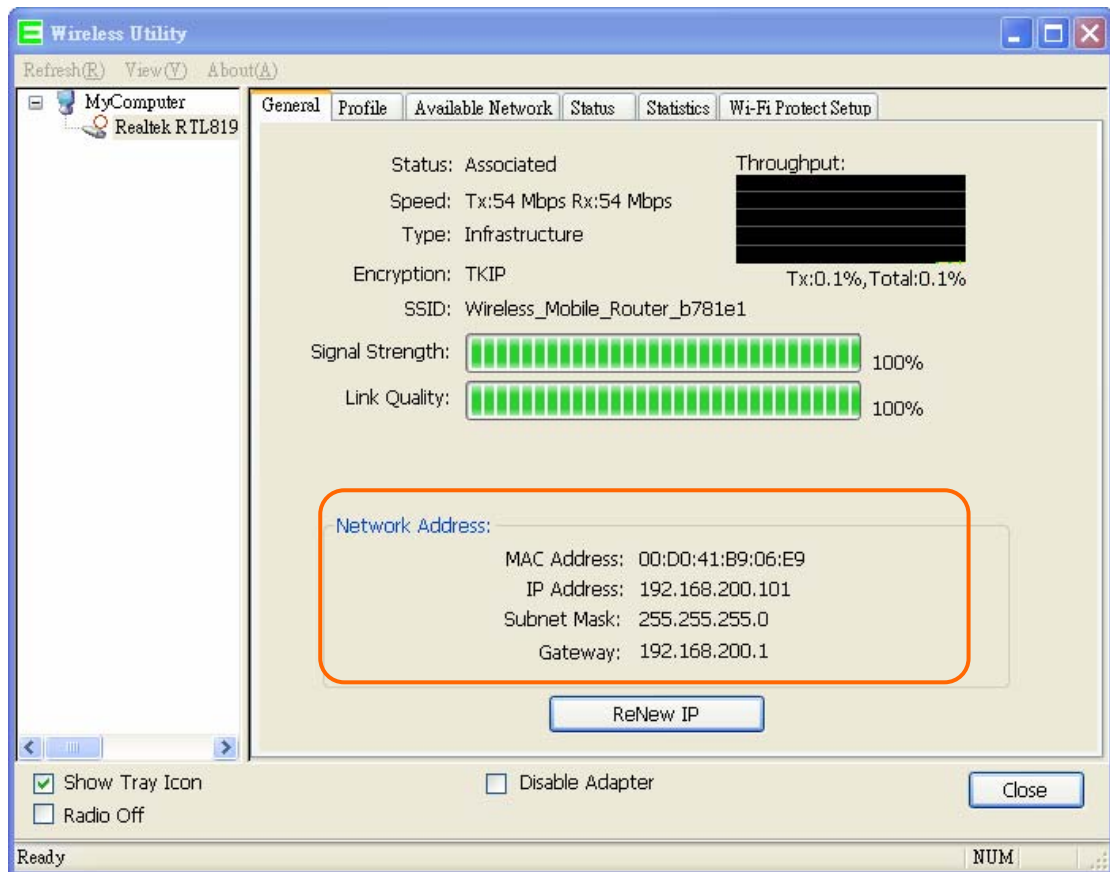 Wireless Utility
Refresh(R) View(V) About(A)
MyComputer
Realtek RTL819
General Profile Available Network Status Statistics Wi-Fi Protect Setup
Status: Associated
Throughput:
Speed: Tx:54 Mbps Rx:54 Mbps
Type: Infrastructure
Encryption: TKIP
Tx:0.1%,Total:0.1%
SSID: Wireless_Mobile_Router_b781e1
Signal Strength: 100%
Link Quality: 100%
Network Address:
MAC Address: 00:D0:41:B9:06:E9
IP Address: 192.168.200.101
Subnet Mask: 255.255.255.0
Gateway: 192.168.200.1
ReNew IP
Show Tray Icon
Disable Adapter
Close
Radio Off
Ready NUM